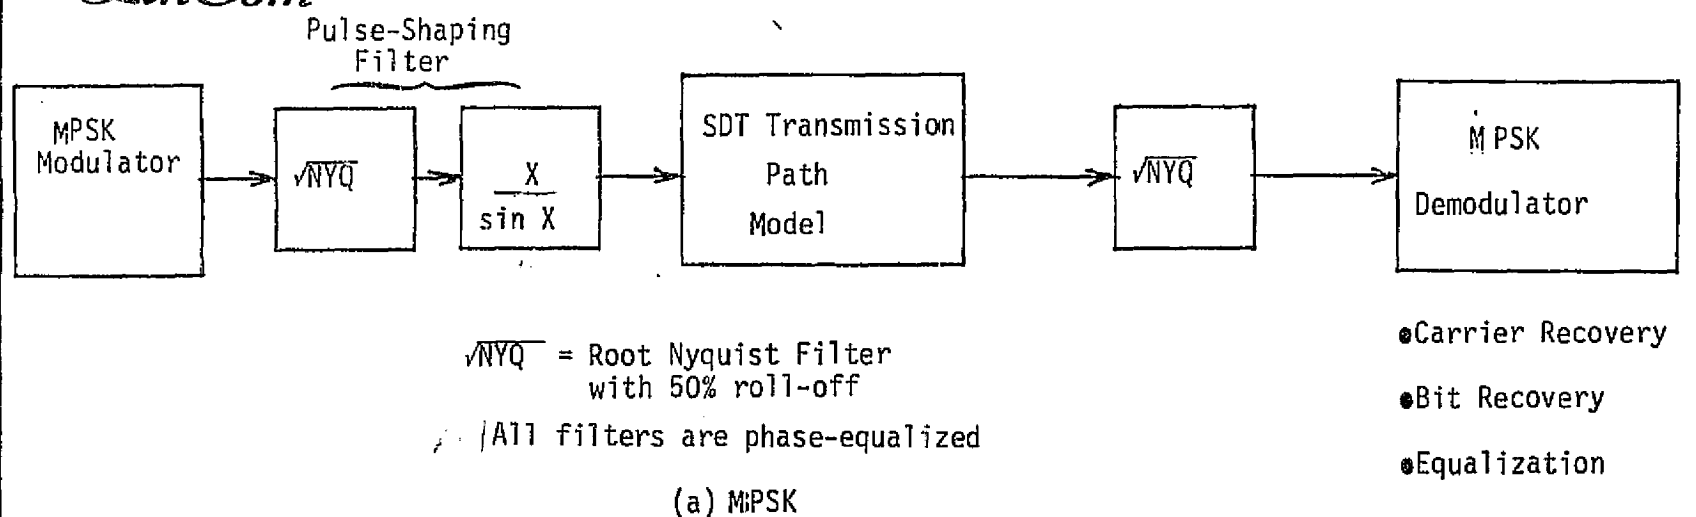 Pulse-Shaping
Filter
MPSK
Modulator
√NYQ
X
sin X
SDT Transmission
Path
Model
√NYQ
MPSK
Demodulator
√NYQ = Root Nyquist Filter
with 50% roll-off
All filters are phase-equalized
•Carrier Recovery
•Bit Recovery
•Equalization
(a) MPSK